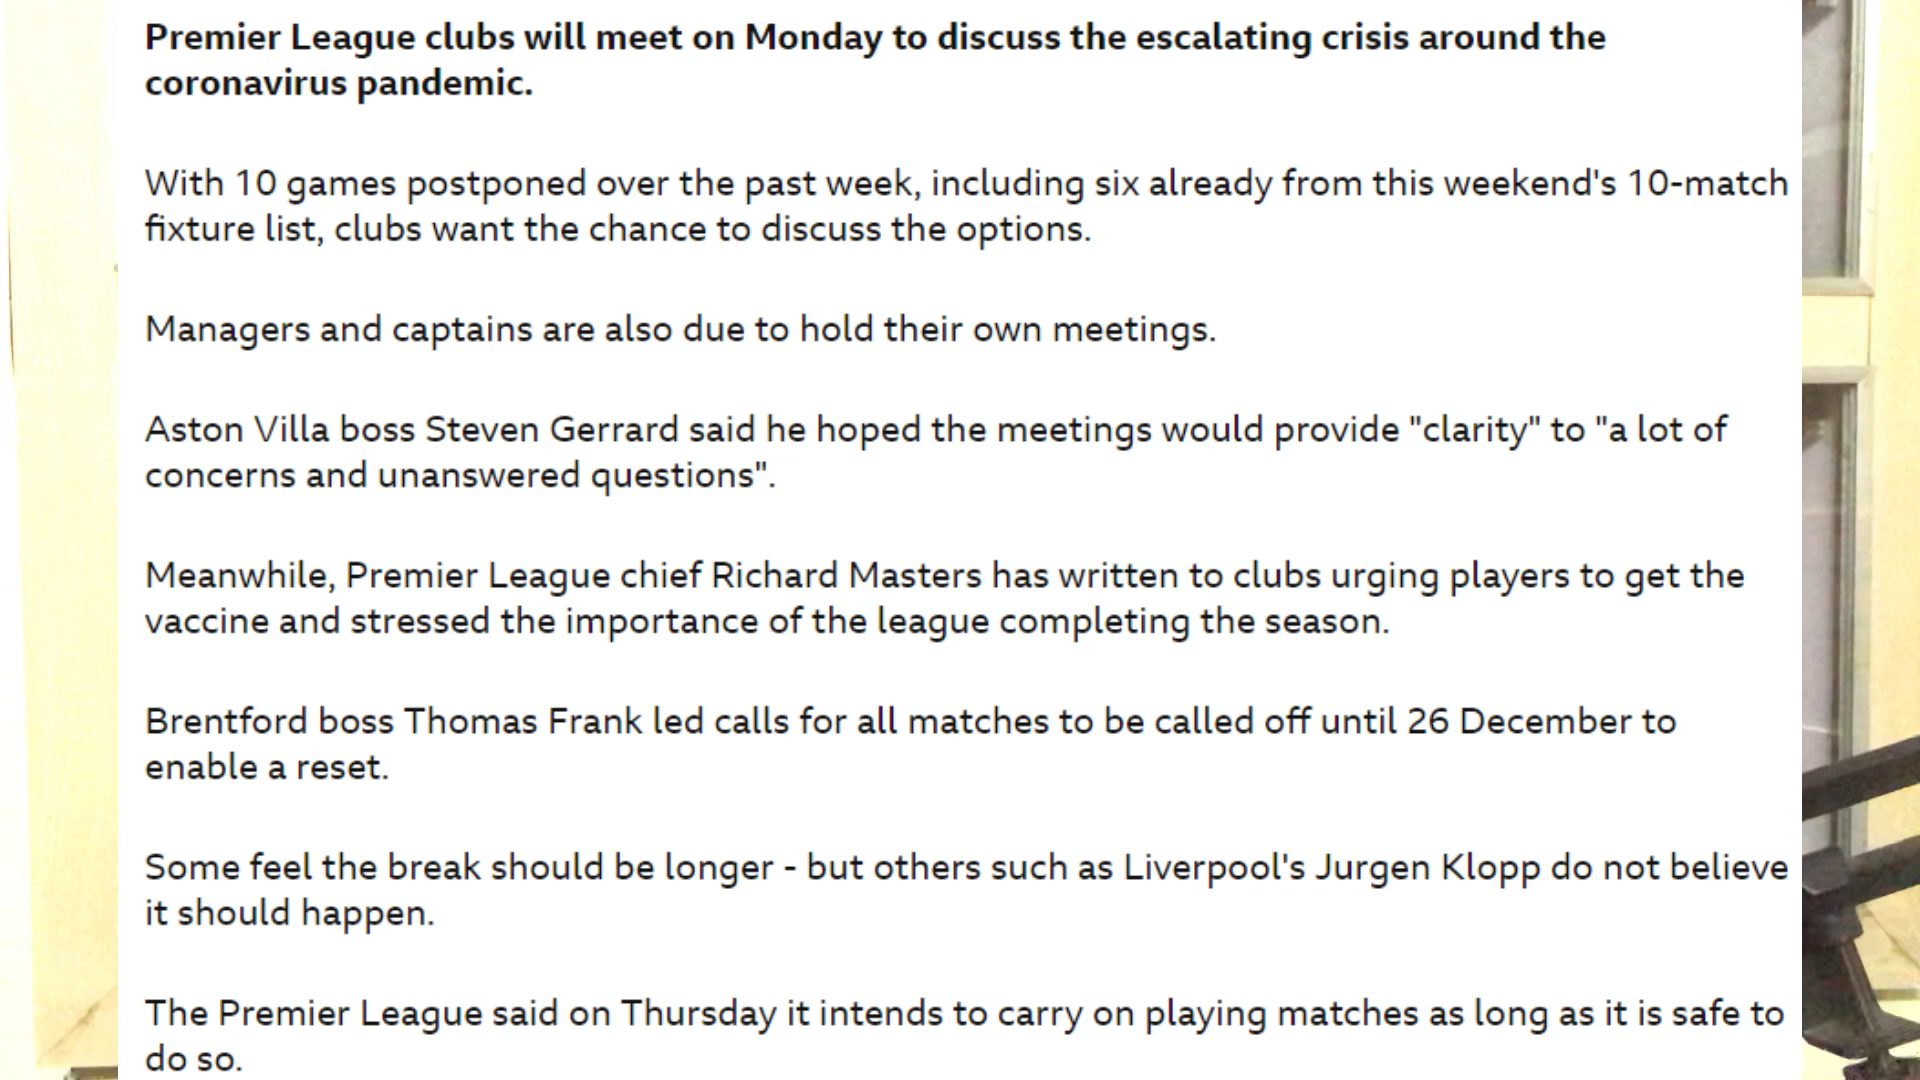 Premier League clubs will meet on Monday to discuss the escalating crisis around the
coronavirus pandemic.
With 10 games postponed over the past week, including six already from this weekend's 10-match
fixture list, clubs want the chance to discuss the options.
Managers and captains are also due to hold their own meetings.
Aston Villa boss Steven Gerrard said he hoped the meetings would provide "clarity" to "a lot of
concerns and unanswered questions".
Meanwhile, Premier League chief Richard Masters has written to clubs urging players to get the
vaccine and stressed the importance of the league completing the season.
Brentford boss Thomas Frank led calls for all matches to be called off until 26 December to
enable a reset.
Some feel the break should be longer - but others such as Liverpool's Jurgen Klopp do not believe
it should happen.
The Premier League said on Thursday it intends to carry on playing matches as long as it is safe to
do so.